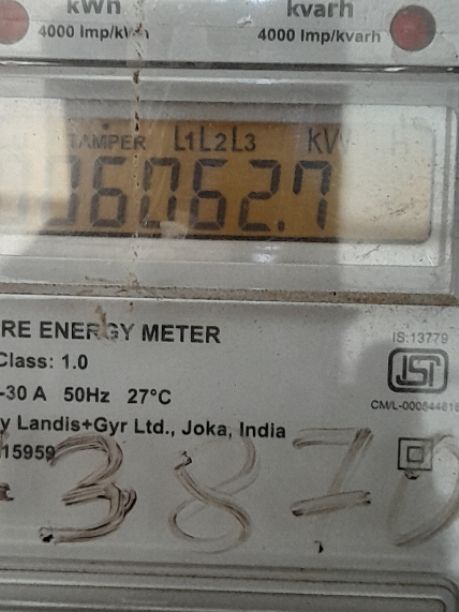 kWh kvarh
4000 Imp/kWh 4000 Imp/kvarh
TAMPER L1L2L3 kW
06062.7
RE ENERGY METER
IS:13779
Class: 1.0
ISI
-30 A 50Hz 27°C
y Landis+Gyr Ltd., Joka, India
15959
3870